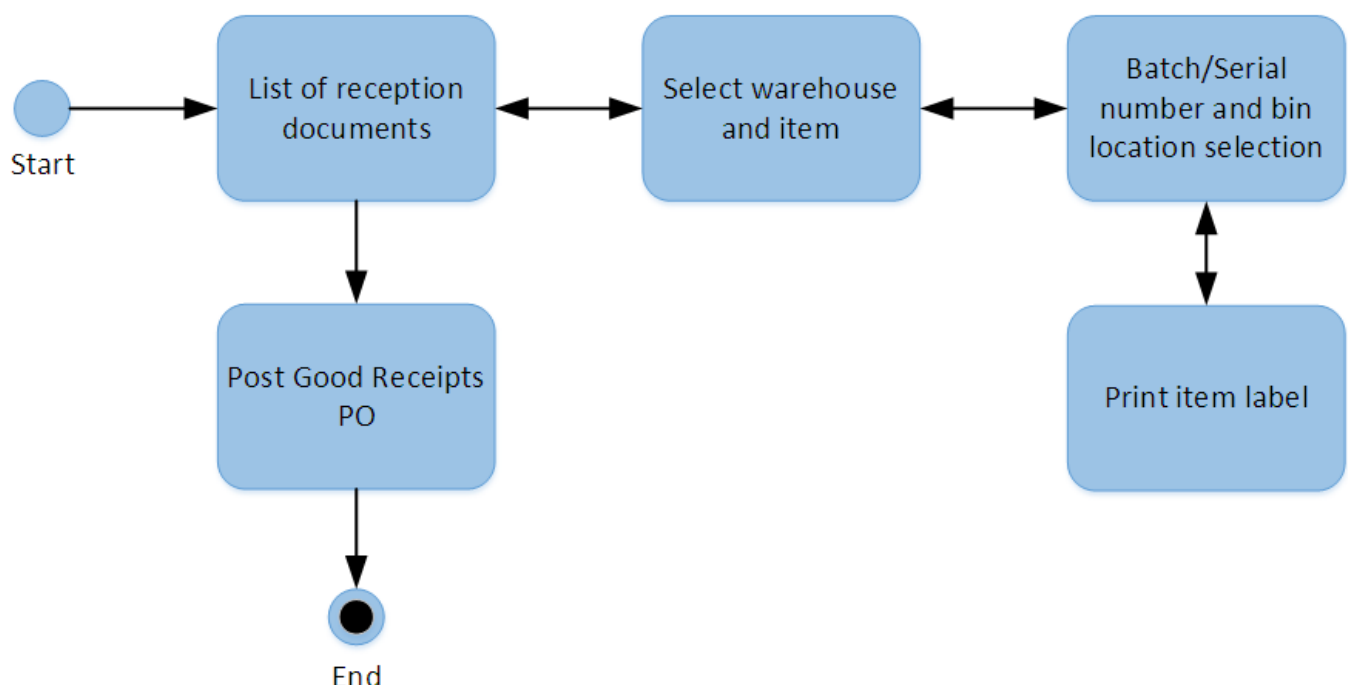 List of reception
documents
Select warehouse
and item
Batch/Serial
number and bin
location selection
Start
Post Good Receipts
PO
Print item label
End